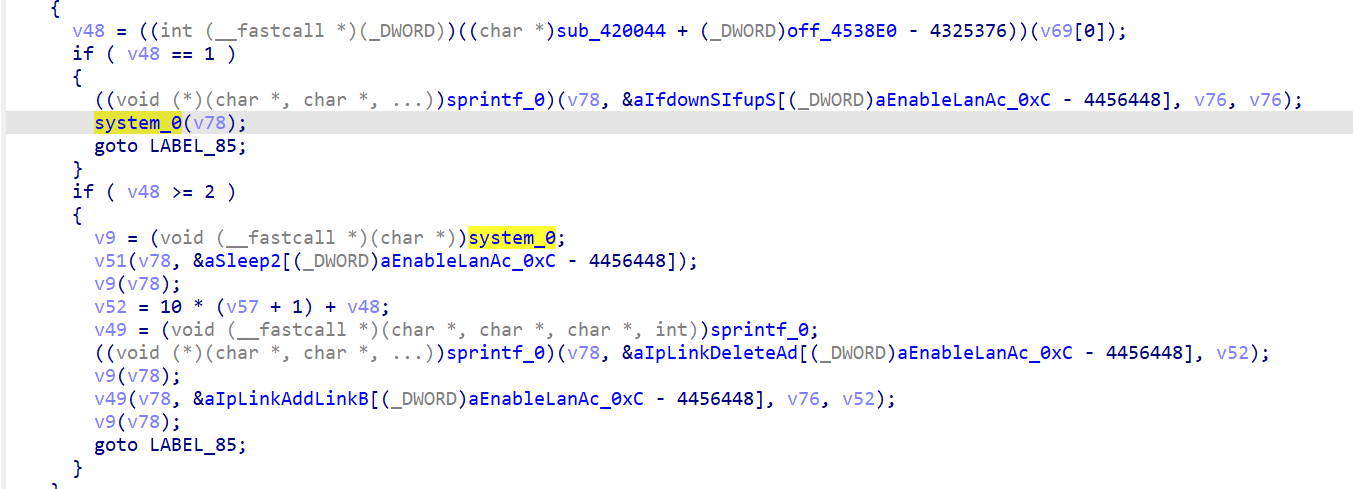 {
v48 = ((int (__fastcall *)(_DWORD))((char *)sub_420044 + (_DWORD)off_4538E0 - 4325376))(v69[0]);
if ( v48 == 1 )
{
((void (*)(char *, char *, ...))sprintf_0)(v78, &aIfdownSIfupS[(_DWORD)aEnableLanAc_0xC - 4456448], v76, v76);
system_0(v78);
goto LABEL_85;
}
if ( v48 >= 2 )
{
v9 = (void (__fastcall *)(char *))system_0;
v51(v78, &aSleep2[(_DWORD)aEnableLanAc_0xC - 4456448]);
v9(v78);
v52 = 10 * (v57 + 1) + v48;
v49 = (void (__fastcall *)(char *, char *, char *, int))sprintf_0;
((void (*)(char *, char *, ...))sprintf_0)(v78, &aIpLinkDeleteAd[(_DWORD)aEnableLanAc_0xC - 4456448], v52);
v9(v78);
v49(v78, &aIpLinkAddLinkB[(_DWORD)aEnableLanAc_0xC - 4456448], v76, v52);
v9(v78);
goto LABEL_85;
}